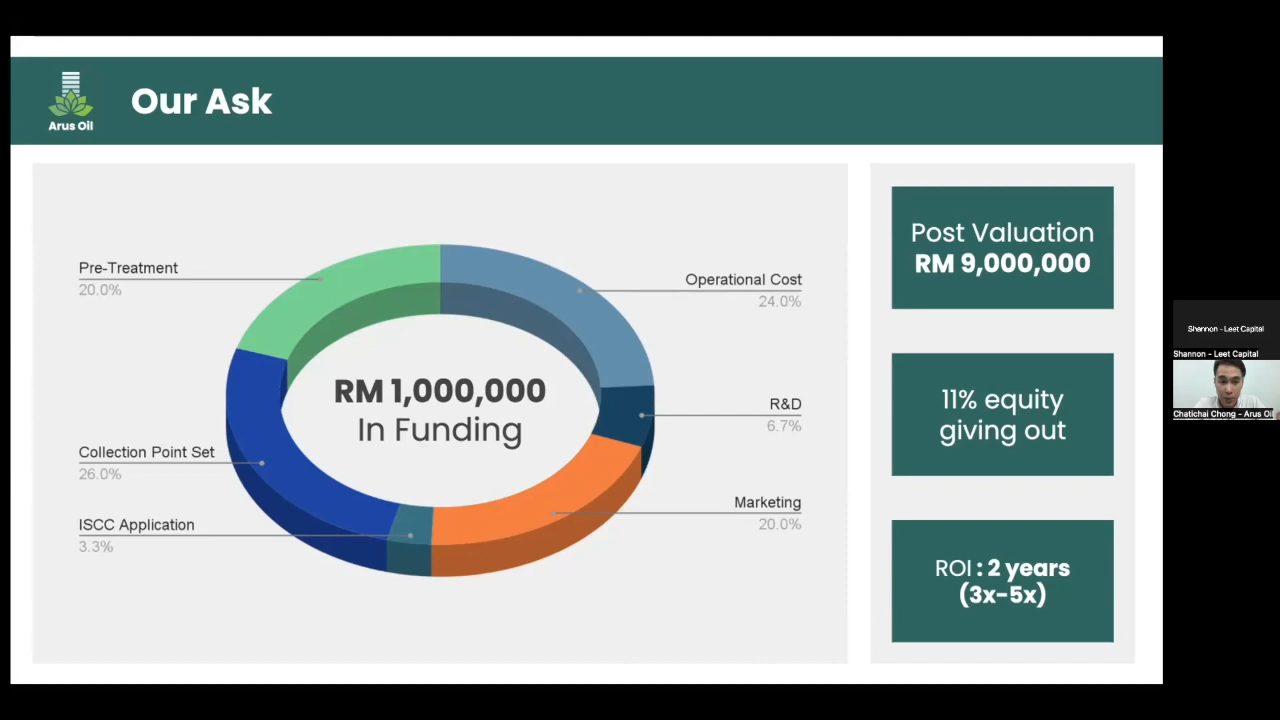 Arus Oil
Our Ask
Pre-Treatment
20.0%
Operational Cost
24.0%
R&D
6.7%
RM 1,000,000
In Funding
Collection Point Set
26.0%
Marketing
20.0%
ISCC Application
3.3%
Post Valuation
RM 9,000,000
11% equity
giving out
ROI : 2 years
(3x-5x)
Shannon - Leet Capital
Shannon - Leet Capital
Chatichai Chong - Arus Oil